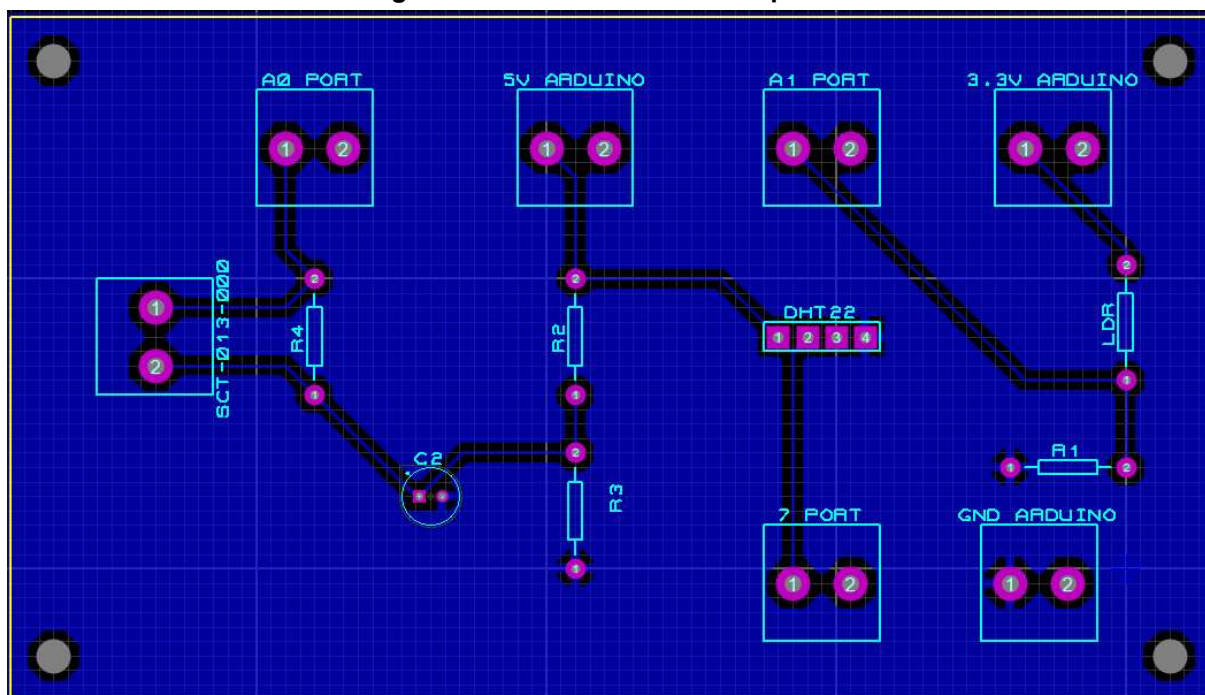 A0 PORT
5V ARDUINO
A1 PORT
3.3V ARDUINO
1 2
1 2
1 2
1 2
SCT-013-000
1
2
2
R4
1
2
R2
1
DHT22
1 2 3 4
2
LDR
1
C2
2
R3
1
1
R1
2
7 PORT
1 2
GND ARDUINO
1 2